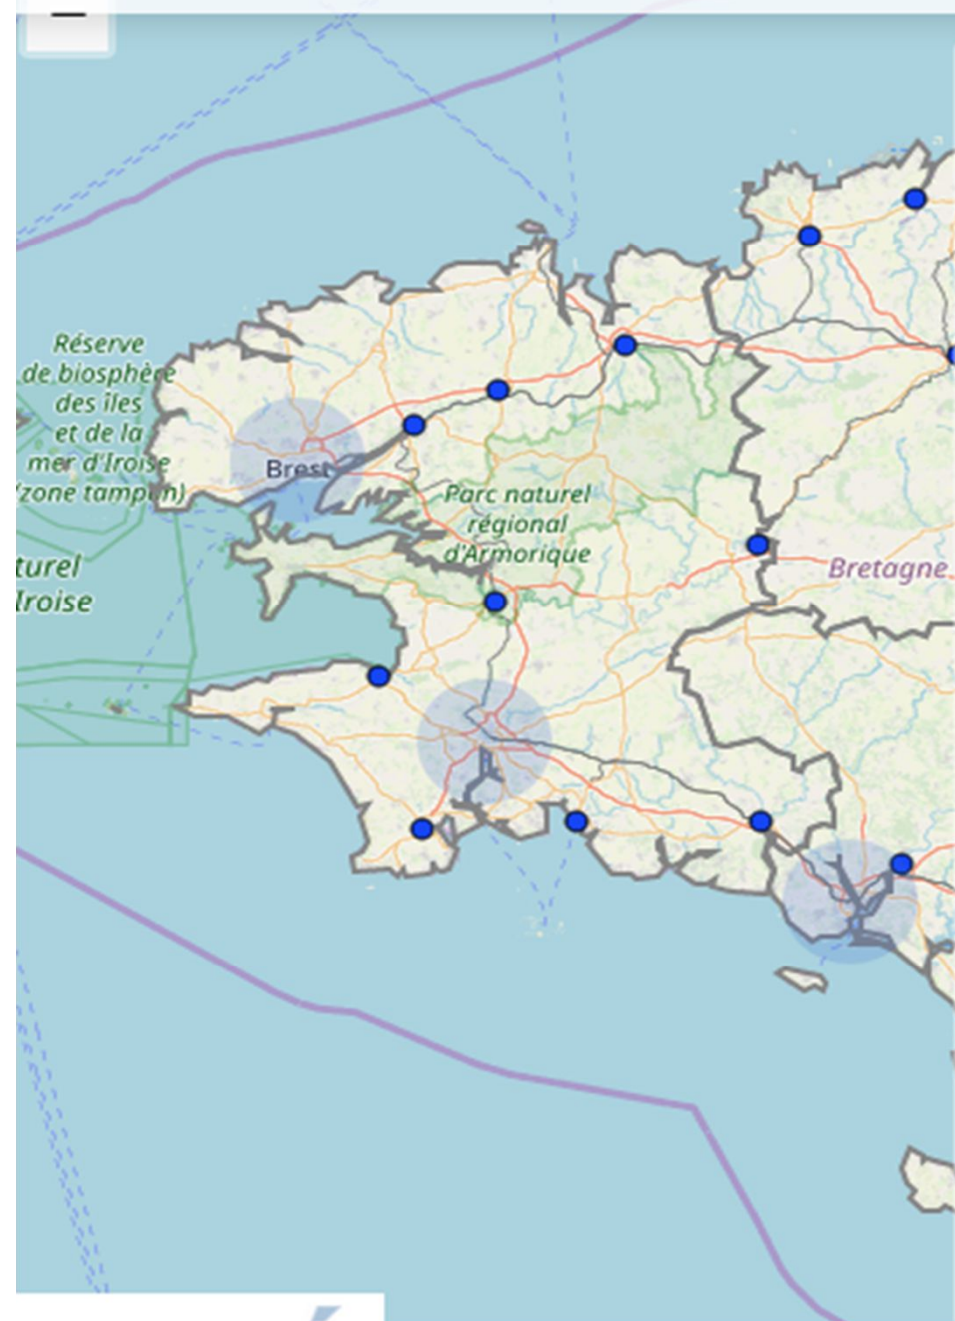 Réserve
de biosphère
des îles
et de la
mer d'Iroise
(zone tampon)
Brest
Parc naturel
régional
d'Armorique
turel
Iroise
Bretagne